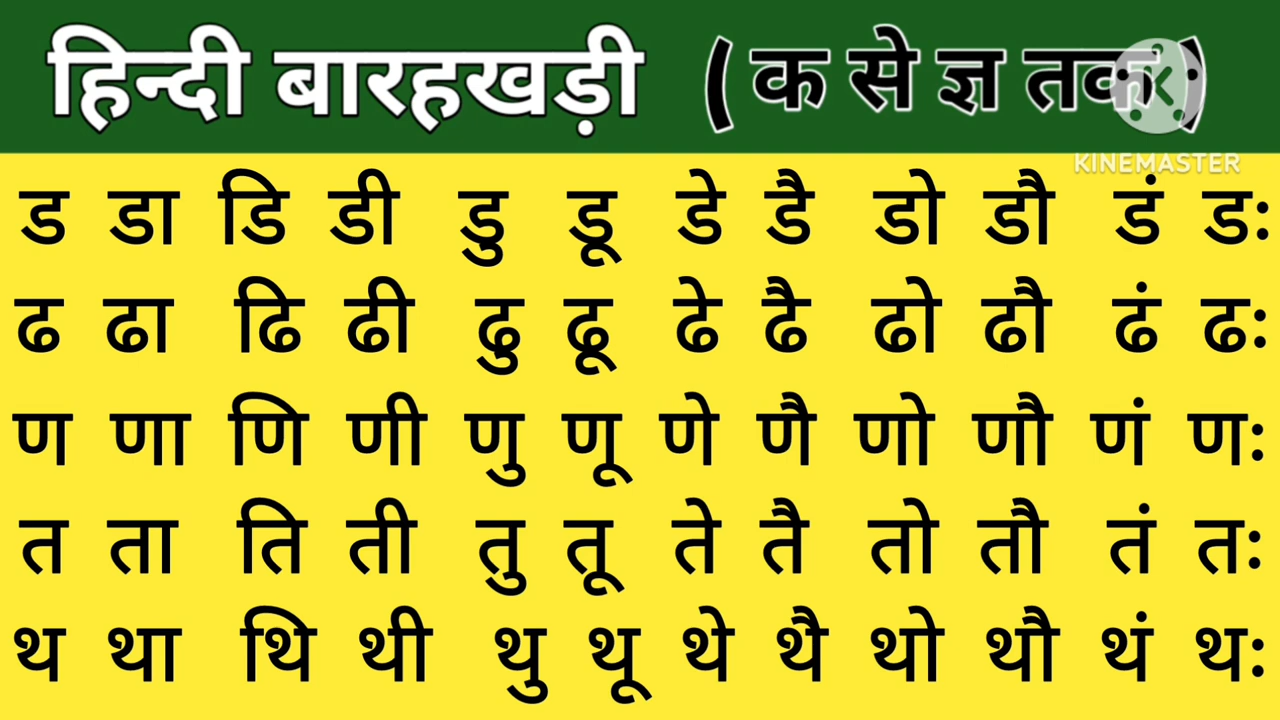 हिन्दी बारहखड़ी ( क से ज्ञ तक )
KINEMASTER
ड डा डि डी डु डू डे डै डो डौ डं डः
ढ ढा ढि ढी ढु ढू ढे ढै ढो ढौ ढं ढः
ण णा णि णी णु णू णे णै णो णौ णं णः
त ता ति ती तु तू ते तै तो तौ तं तः
थ था थि थी थु थू थे थै थो थौ थं थः